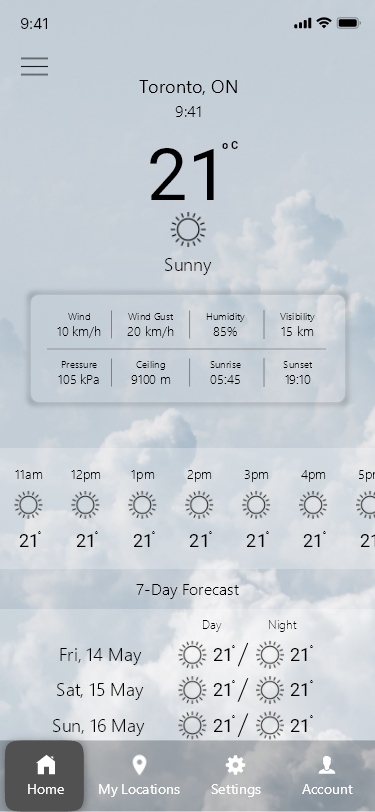 9:41
Toronto, ON
9:41
21°C
Sunny
Wind Wind Gust Humidity Visibility
10 km/h 20 km/h 85% 15 km
Pressure Ceiling Sunrise Sunset
105 kPa 9100 m 05:45 19:10
11am 12pm 1pm 2pm 3pm 4pm 5p
21° 21° 21° 21° 21° 21° 21
7-Day Forecast
Day Night
Fri, 14 May 21° / 21°
Sat, 15 May 21° / 21°
Sun, 16 May 21° / 21°
Home My Locations Settings Account